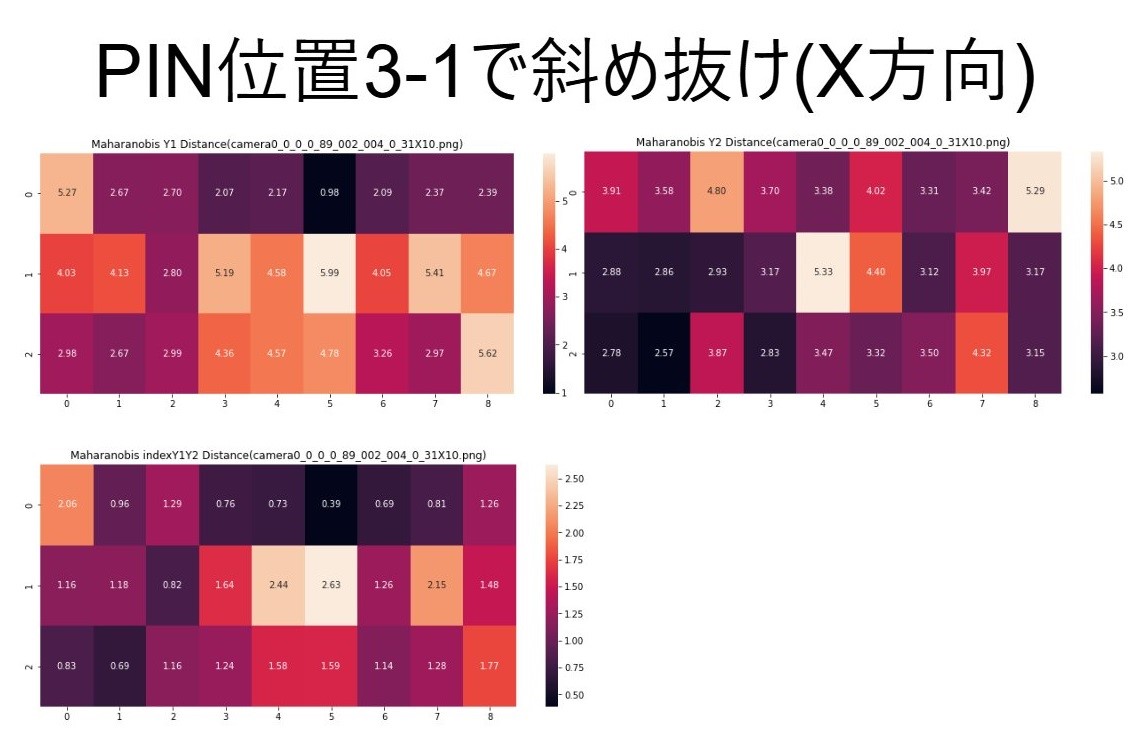 PIN位置3-1で斜め抜け(X方向)
Maharanobis Y1 Distance(camera0_0_0_0_89_002_004_0_31X10.png)
0 5.27 2.67 2.70 2.07 2.17 0.98 2.09 2.37 2.39
1 4.03 4.13 2.80 5.19 4.58 5.99 4.05 5.41 4.67
2 2.98 2.67 2.99 4.36 4.57 4.78 3.26 2.97 5.62
0 1 2 3 4 5 6 7 8
5
4
3
2
1
Maharanobis Y2 Distance(camera0_0_0_0_89_002_004_0_31X10.png)
0 3.91 3.58 4.80 3.70 3.38 4.02 3.31 3.42 5.29
1 2.88 2.86 2.93 3.17 5.33 4.40 3.12 3.97 3.17
2 2.78 2.57 3.87 2.83 3.47 3.32 3.50 4.32 3.15
0 1 2 3 4 5 6 7 8
5.0
4.5
4.0
3.5
3.0
Maharanobis indexY1Y2 Distance(camera0_0_0_0_89_002_004_0_31X10.png)
0 2.06 0.96 1.29 0.76 0.73 0.39 0.69 0.81 1.26
1 1.16 1.18 0.82 1.64 2.44 2.63 1.26 2.15 1.48
2 0.83 0.69 1.16 1.24 1.58 1.59 1.14 1.28 1.77
0 1 2 3 4 5 6 7 8
2.50
2.25
2.00
1.75
1.50
1.25
1.00
0.75
0.50